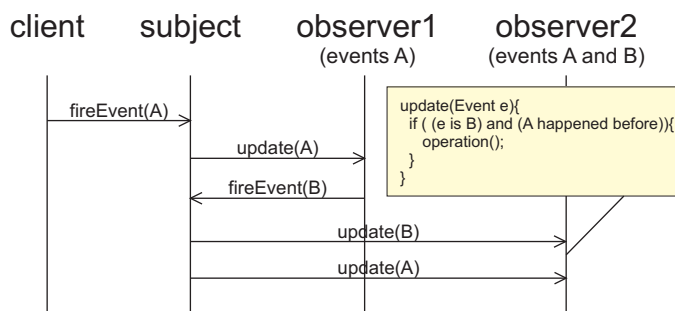 client subject observer1 observer2
(events A) (events A and B)
fireEvent(A)
update(Event e){
if ( (e is B) and (A happened before)){
operation();
}
}
update(A)
fireEvent(B)
update(B)
update(A)